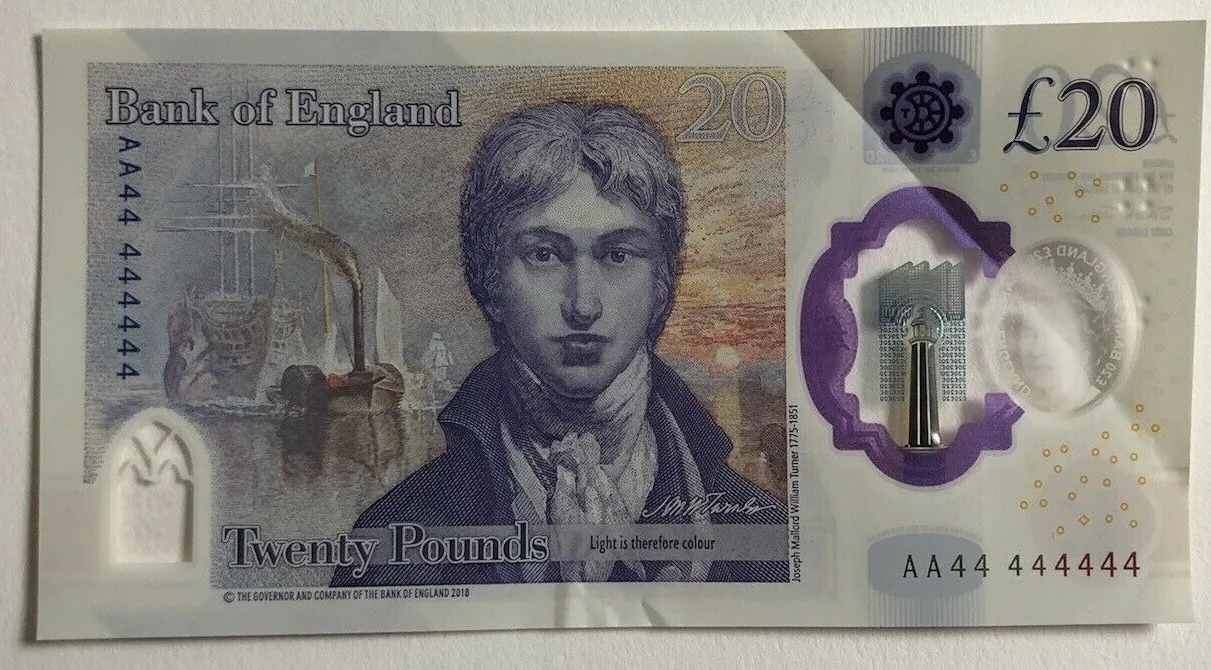 Bank of England
20
£20
AA44 444444
Joseph Mallord William Turner 1775-1851
JMW Turner
Twenty Pounds
Light is therefore colour
AA44 444444
© THE GOVERNOR AND COMPANY OF THE BANK OF ENGLAND 2018